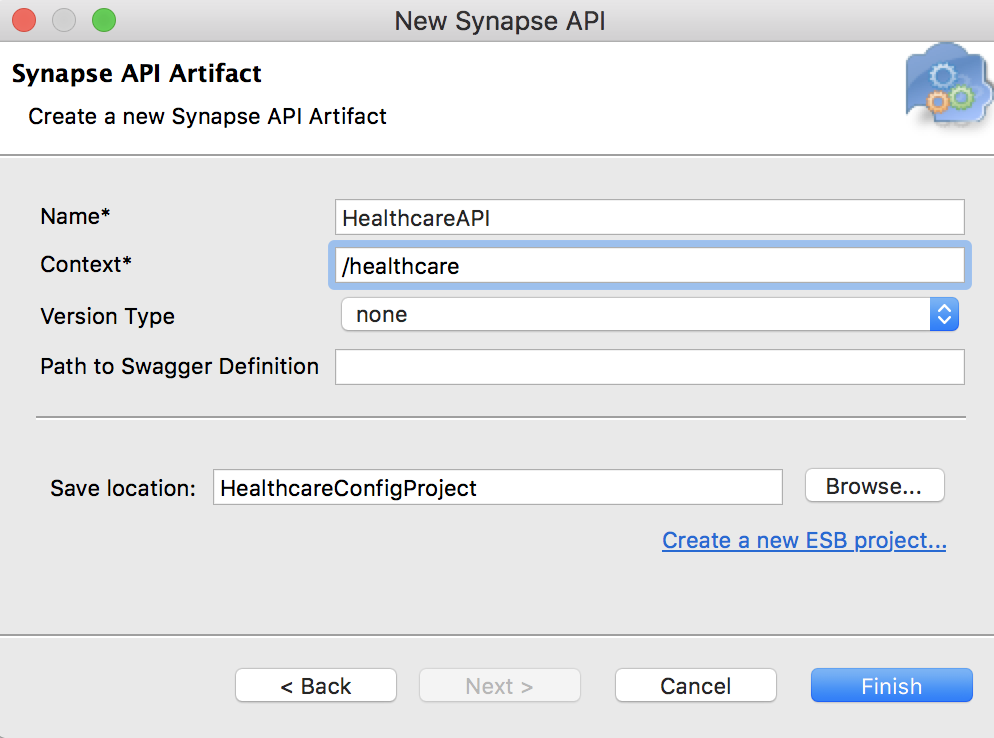 New Synapse API
Synapse API Artifact
Create a new Synapse API Artifact
Name* HealthcareAPI
Context* /healthcare
Version Type none
Path to Swagger Definition
Save location: HealthcareConfigProject Browse...
Create a new ESB project...
< Back Next > Cancel Finish